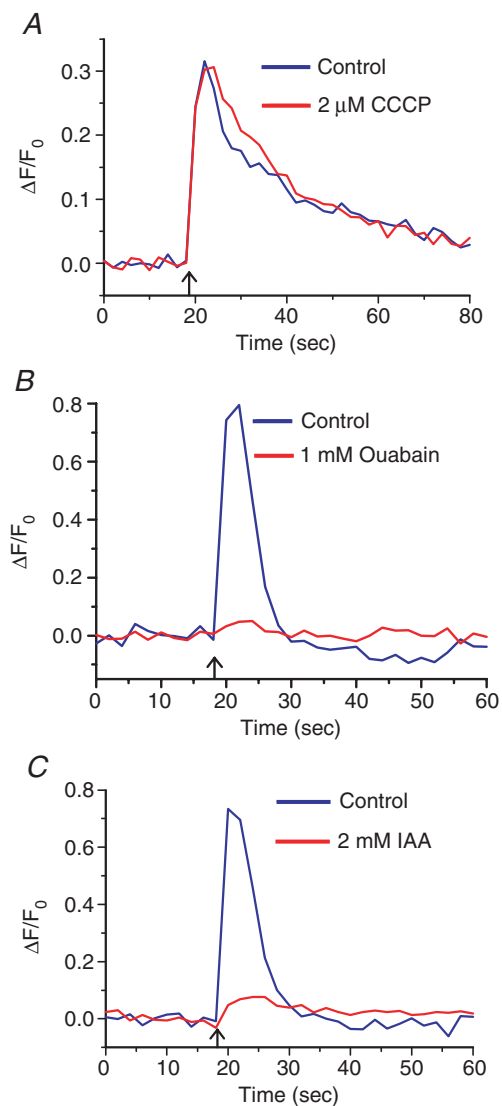 A
Control
2 μM CCCP
ΔF/F0
0.3
0.2
0.1
0.0
0 20 40 60 80
Time (sec)
B
Control
1 mM Ouabain
ΔF/F0
0.8
0.6
0.4
0.2
0.0
0 10 20 30 40 50 60
Time (sec)
C
Control
2 mM IAA
ΔF/F0
0.8
0.6
0.4
0.2
0.0
0 10 20 30 40 50 60
Time (sec)